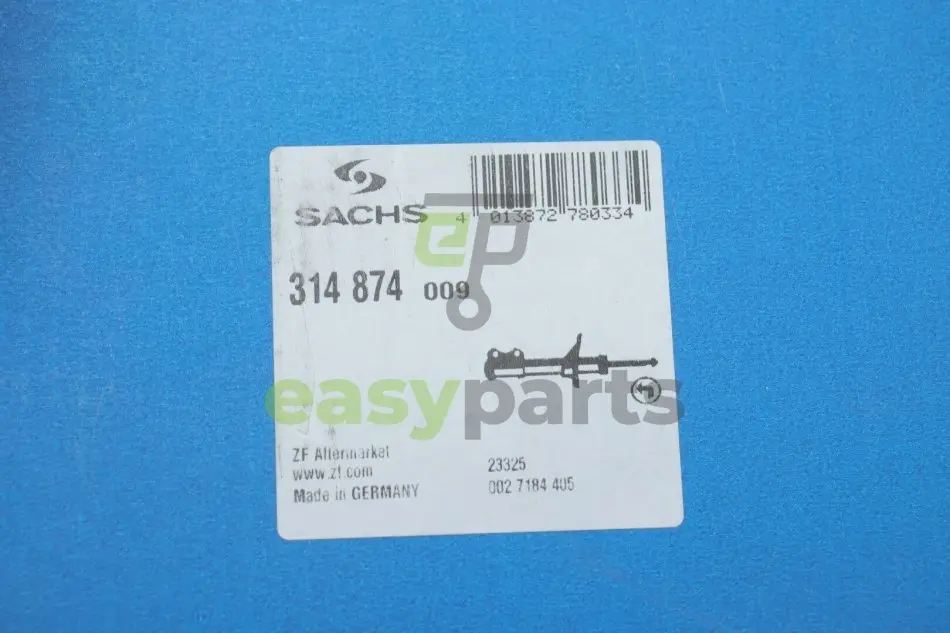 SACHS
4 013872 780334
ep
314 874 009
easyparts
ZF Aftermarket
www.zf.com
Made in GERMANY
23325
002 7184 405